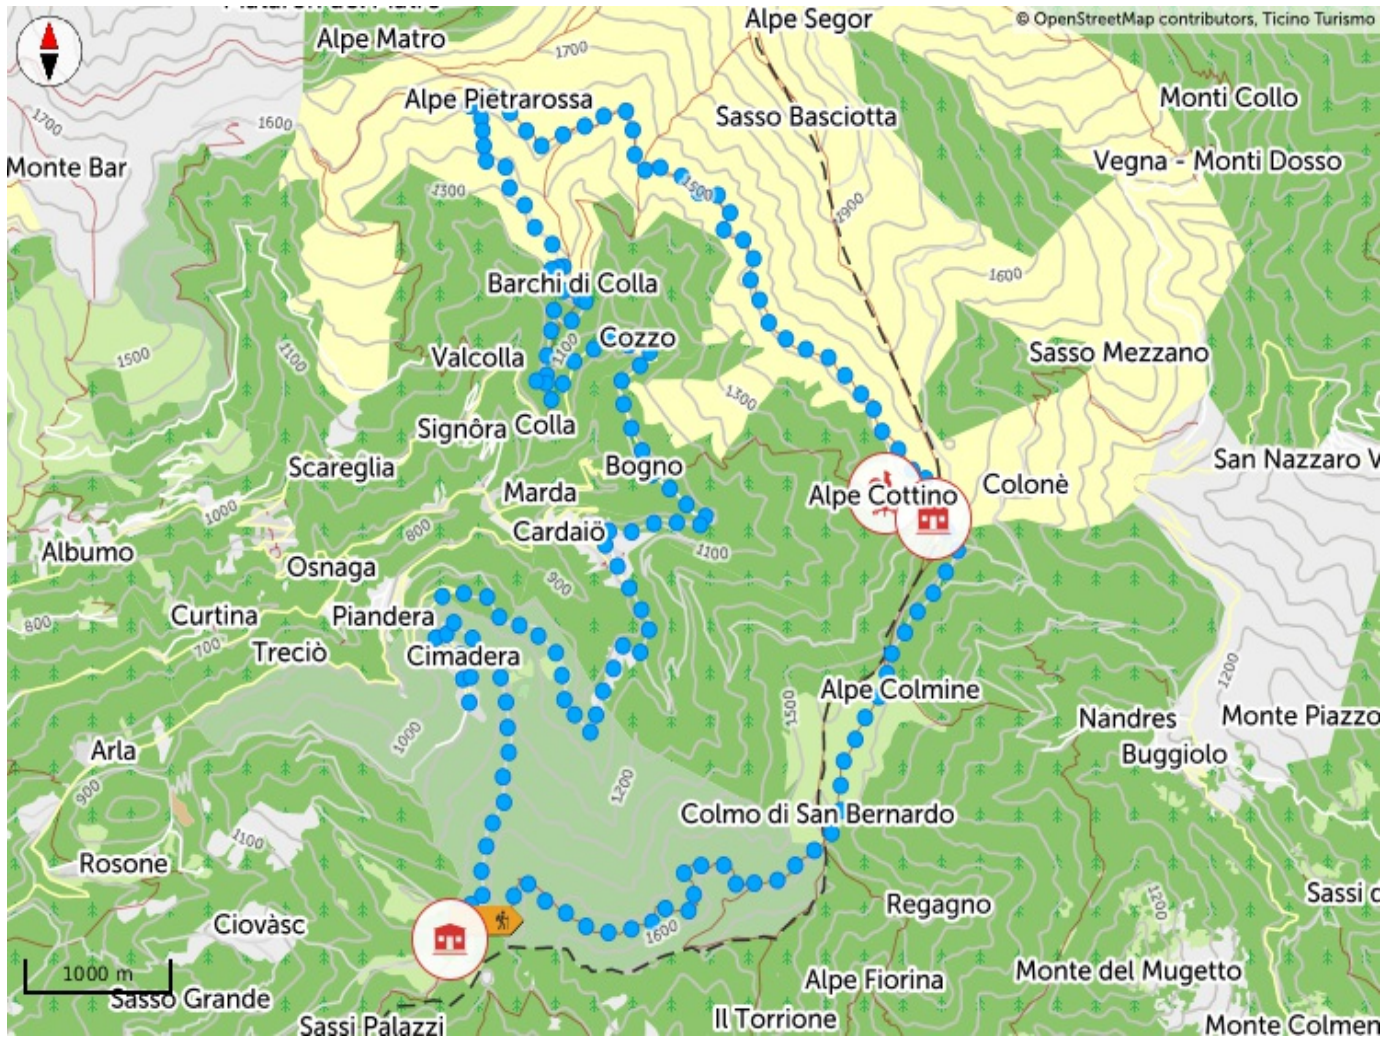 Alpe Segor
© OpenStreetMap contributors, Ticino Turismo
Alpe Matro
1700
Alpe Pietrarossa
Monti Collo
1700
1600
Sasso Basciotta
Monte Bar
Vegna - Monti Dosso
1300
1500
1900
Barchi di Colla
1600
Cozzo
1100
1500
1100
Valcolla
Sasso Mezzano
1300
Signôra
Colla
Scareglia
Bogno
San Nazzaro V
Marda
Alpe Cottino
Colonè
1000
800
Cardaiö
Albumo
1100
Osnaga
900
800
Curtina
Piandera
700
Treciò
Cimadera
1200
Alpe Colmine
1500
Nandres
Monte Piazzo
1000
Arla
Buggiolo
900
1200
Colmo di San Bernardo
1100
Rosone
Sassi d
1200
Regagno
Ciovàsc
1600
1000 m
Alpe Fiorina
Monte del Mugetto
Sasso Grande
Sassi Palazzi
Il Torrione
Monte Colmen